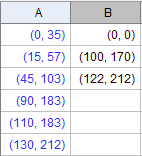 A B
(0, 35) (0, 0)
(15, 57) (100, 170)
(45, 103) (122, 212)
(90, 183)
(110, 183)
(130, 212)